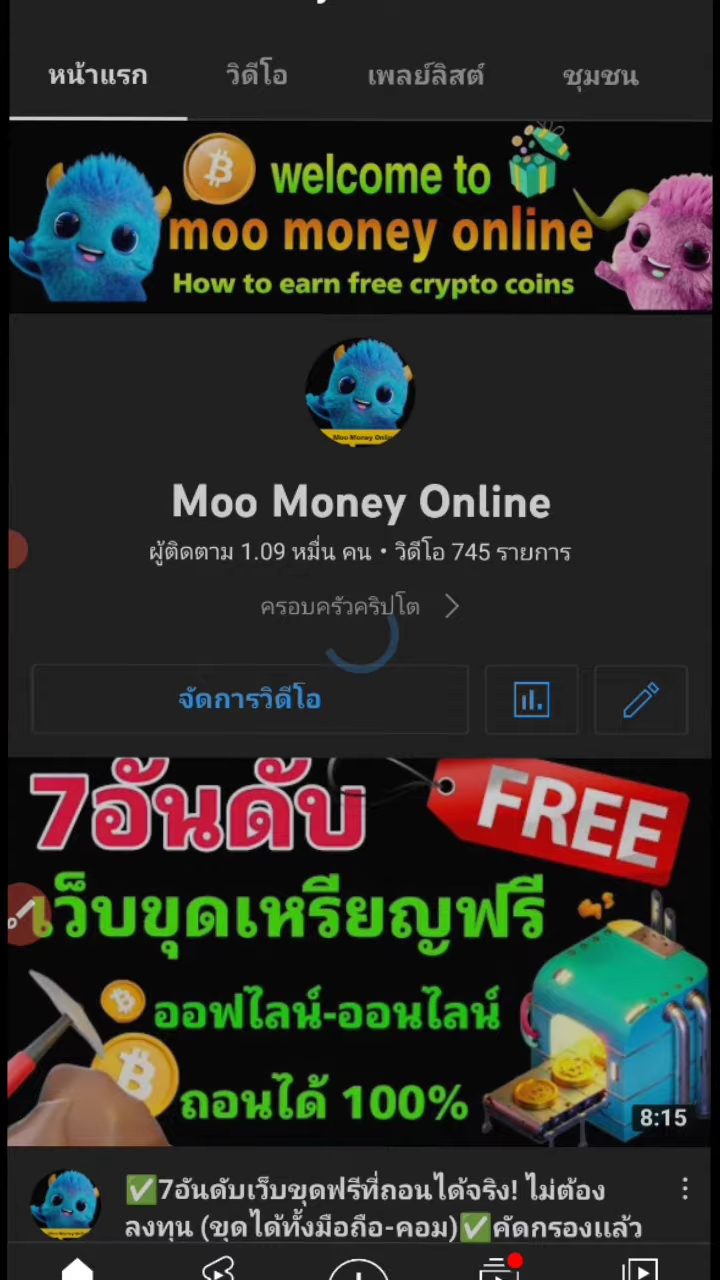 หน้าแรก วิดีโอ เพลย์ลิสต์ ชุมชน
welcome to
moo money online
How to earn free crypto coins
Moo Money Online
ผู้ติดตาม 1.09 หมื่น คน • วิดีโอ 745 รายการ
ครอบครัวคริปโต
จัดการวิดีโอ
7อันดับ
FREE
เว็บขุดเหรียญฟรี
ออฟไลน์-ออนไลน์
ถอนได้ 100%
8:15
✅7อันดับเว็บขุดฟรีที่ถอนได้จริง! ไม่ต้อง
ลงทุน (ขุดได้ทั้งมือถือ-คอม)✅คัดกรองแล้ว